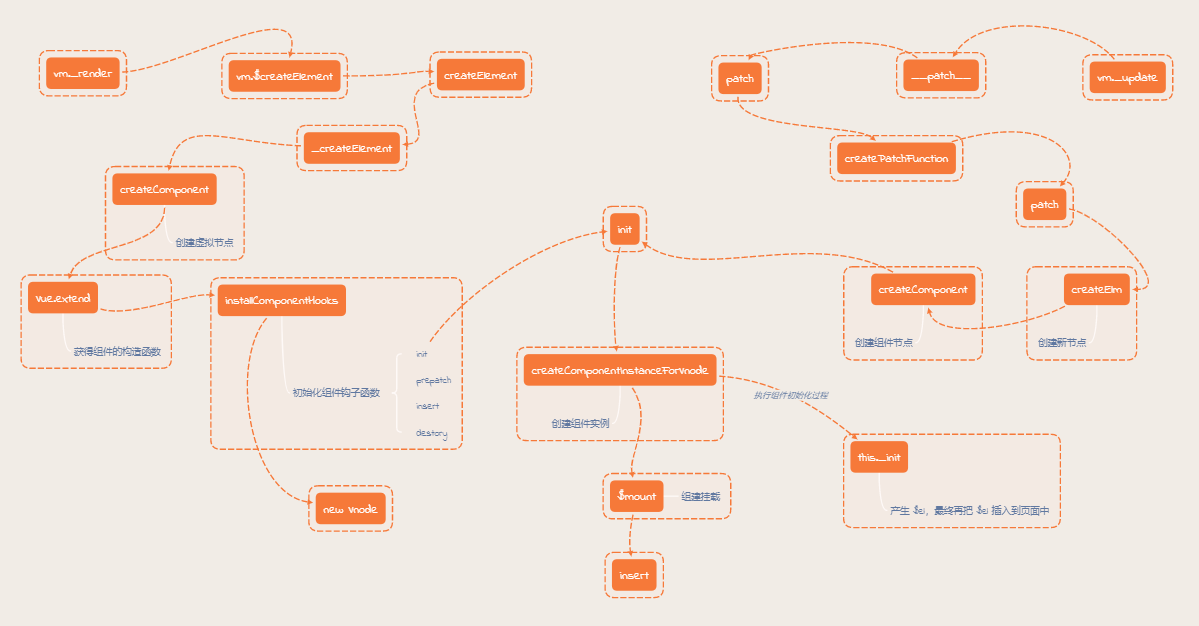 vm._render
vm.$createElement
createElement
patch
__patch__
vm._update
_createElement
createPatchFunction
createComponent
创建虚拟节点
patch
init
Vue.extend
获得组件的构造函数
installComponentHooks
初始化组件钩子函数
init
prepatch
insert
destory
createComponent
创建组件节点
createElm
创建新节点
createComponentInstanceForVnode
创建组件实例
执行组件初始化过程
this._init
产生 $el，最终再把 $el 插入到页面中
new Vnode
$mount
组建挂载
insert